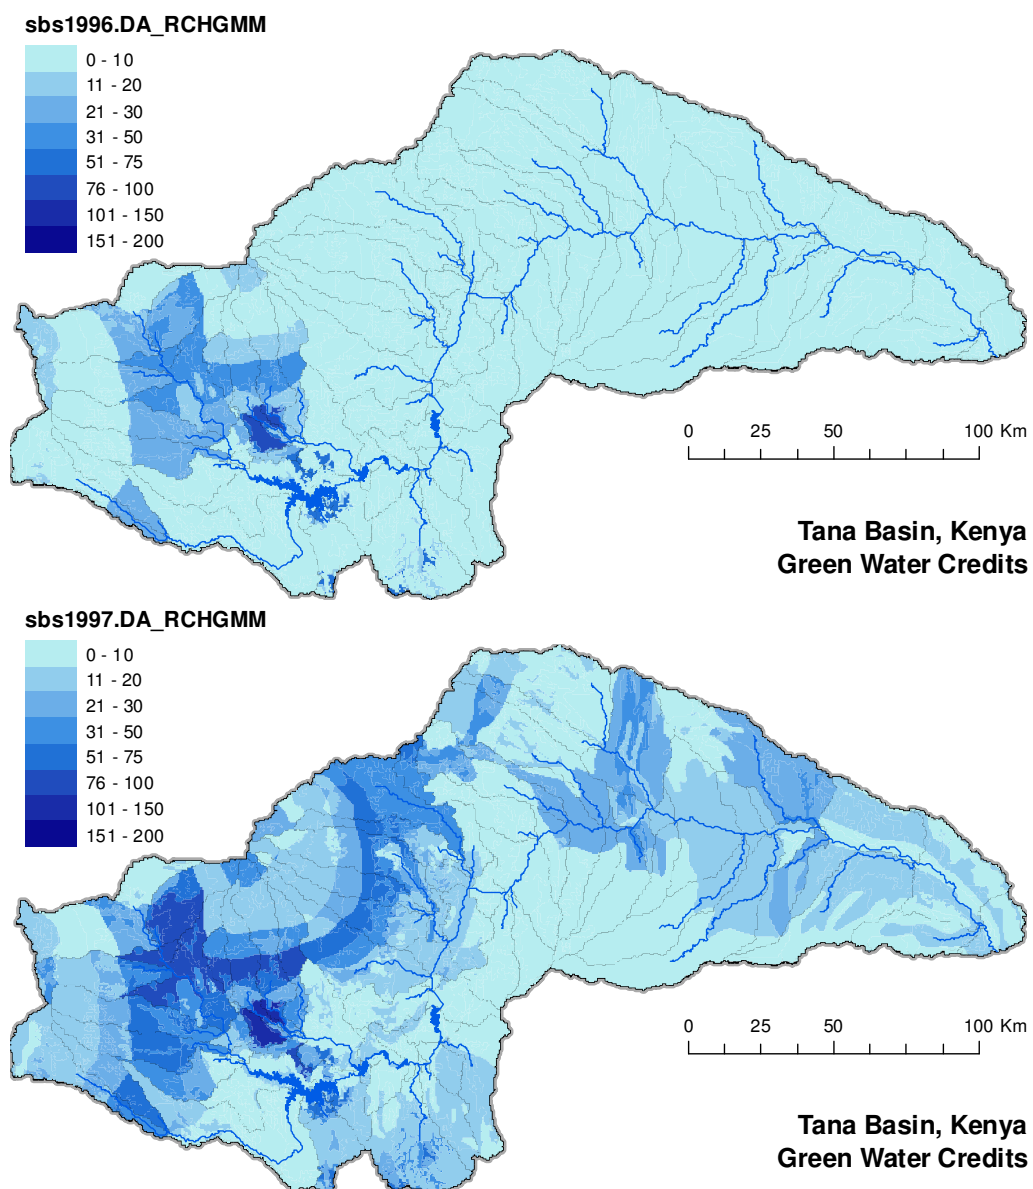 sbs1996.DA_RCHGMM
0 - 10
11 - 20
21 - 30
31 - 50
51 - 75
76 - 100
101 - 150
151 - 200
0 25 50 100 Km
Tana Basin, Kenya
Green Water Credits
sbs1997.DA_RCHGMM
0 - 10
11 - 20
21 - 30
31 - 50
51 - 75
76 - 100
101 - 150
151 - 200
0 25 50 100 Km
Tana Basin, Kenya
Green Water Credits